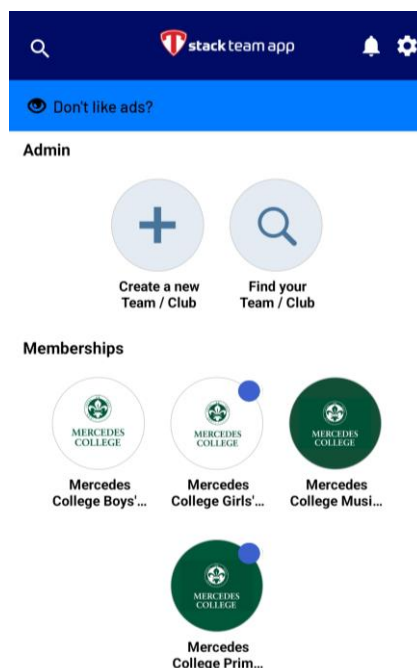 stack team app
Don't like ads?
Admin
Create a new
Team / Club
Find your
Team / Club
Memberships
MERCEDES
COLLEGE
MERCEDES
COLLEGE
MERCEDES
COLLEGE
Mercedes
College Boys'...
Mercedes
College Girls'...
Mercedes
College Musi...
MERCEDES
COLLEGE
Mercedes
College Prim...